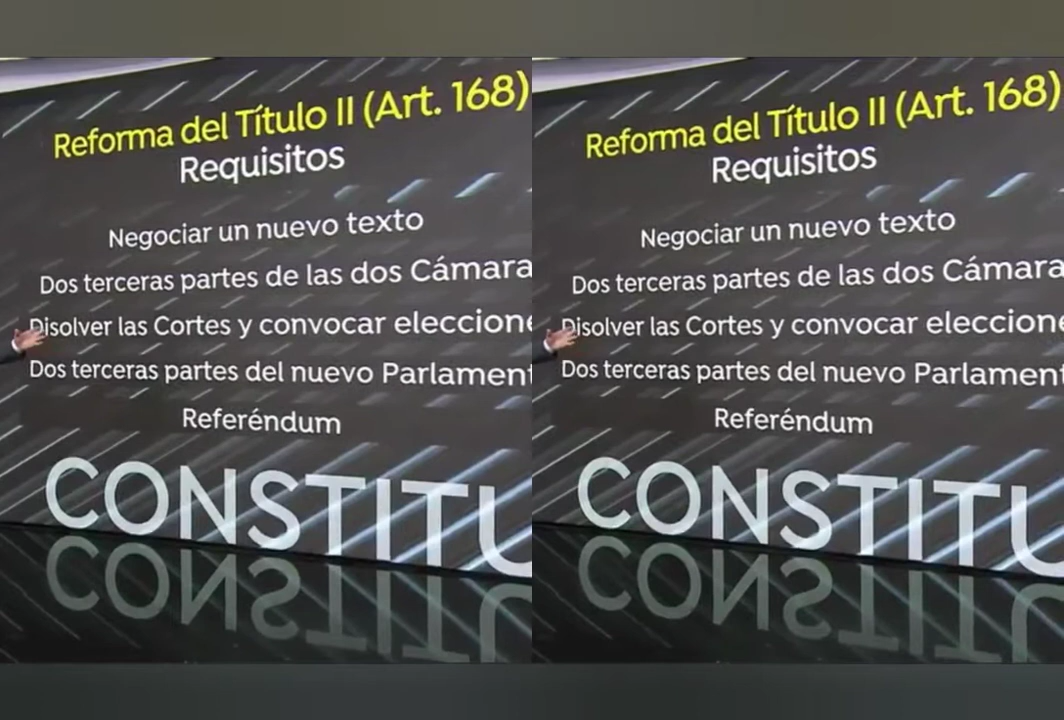 Reforma del Título II (Art. 168)
Requisitos
Negociar un nuevo texto
Dos terceras partes de las dos Cámara
Disolver las Cortes y convocar eleccione
Dos terceras partes del nuevo Parlament
Referéndum
CONSTITU
Reforma del Título II (Art. 168)
Requisitos
Negociar un nuevo texto
Dos terceras partes de las dos Cámara
Disolver las Cortes y convocar eleccione
Dos terceras partes del nuevo Parlament
Referéndum
CONSTITU